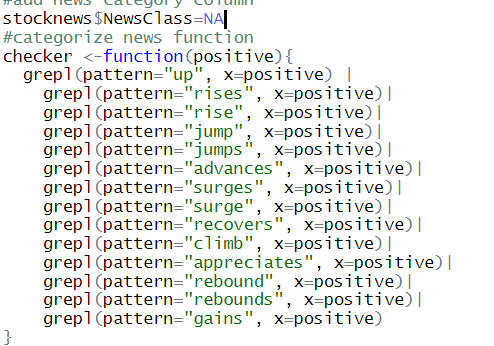 #add news category column
stocknews$NewsClass=NA
#categorize news function
checker <-function(positive){
  grepl(pattern="up", x=positive) |
    grepl(pattern="rises", x=positive)|
    grepl(pattern="rise", x=positive)|
    grepl(pattern="jump", x=positive)|
    grepl(pattern="jumps", x=positive)|
    grepl(pattern="advances", x=positive)|
    grepl(pattern="surges", x=positive)|
    grepl(pattern="surge", x=positive)|
    grepl(pattern="recovers", x=positive)|
    grepl(pattern="climb", x=positive)|
    grepl(pattern="appreciates", x=positive)|
    grepl(pattern="rebound", x=positive)|
    grepl(pattern="rebounds", x=positive)|
    grepl(pattern="gains", x=positive)
}